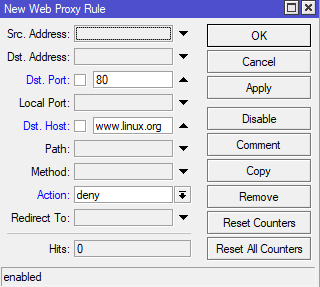 New Web Proxy Rule
Src. Address:
OK
Dst. Address:
Cancel
Dst. Port: 80
Apply
Local Port:
Dst. Host: www.linux.org
Disable
Path:
Comment
Method:
Copy
Action: deny
Remove
Redirect To:
Reset Counters
Hits: 0
Reset All Counters
enabled